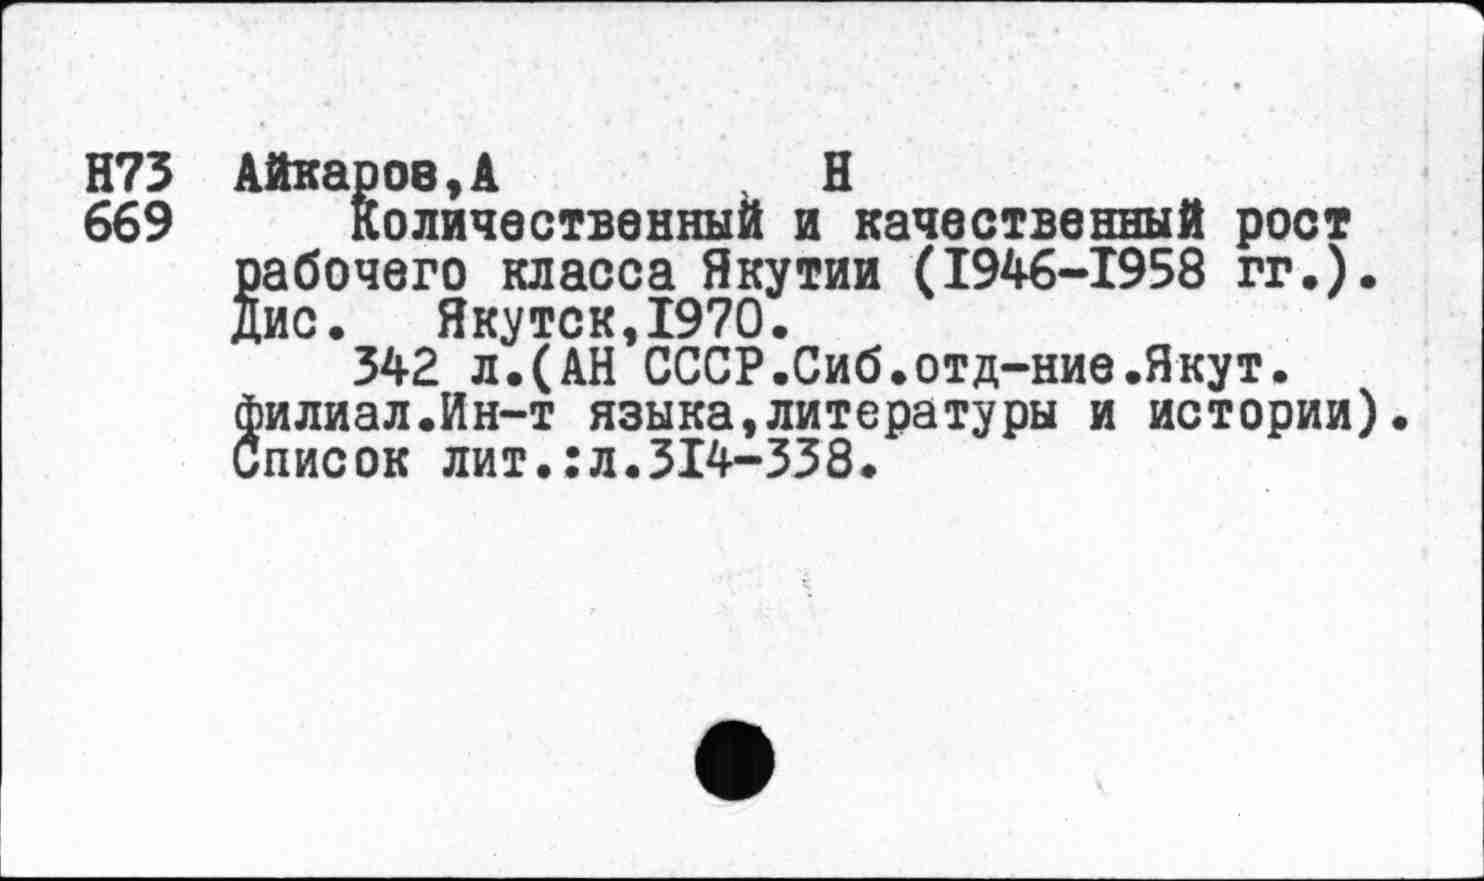 Н73 Айкаров,А Н
669 Количественный и качественный рост
рабочего класса Якутии (1946-1958 гг.).
Дис. Якутск,1970.
342 л.(АН СССР.Сиб.отд-ние.Якут.
филиал.Ин-т языка,литературы и истории).
Список лит.:л.314-338.